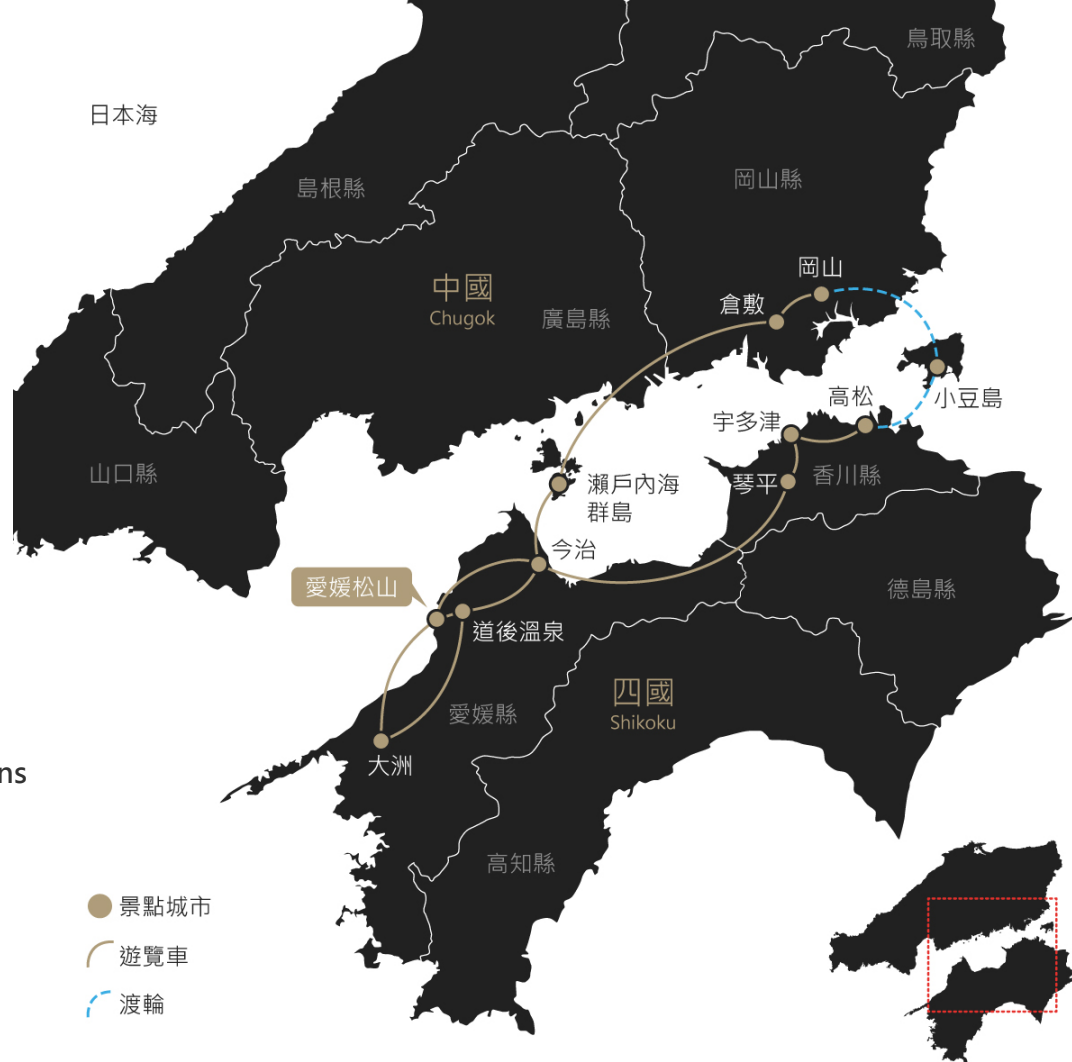 鳥取縣
日本海
島根縣
岡山縣
岡山
中國
Chugok
倉敷
廣島縣
高松
小豆島
宇多津
山口縣
瀨戶內海
群島
琴平
香川縣
今治
愛媛松山
德島縣
道後溫泉
四國
Shikoku
愛媛縣
大洲
ns
高知縣
景點城市
遊覽車
渡輪